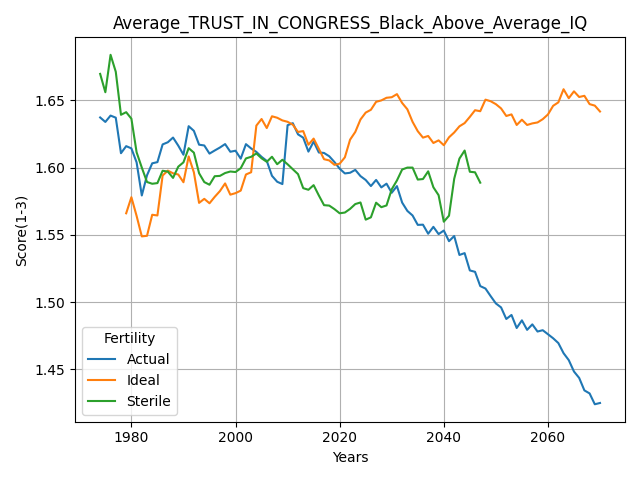 Average_TRUST_IN_CONGRESS_Black_Above_Average_IQ
Score(1-3)
1.65
1.60
1.55
1.50
1.45
Fertility
Actual
Ideal
Sterile
1980
2000
2020
2040
2060
Years